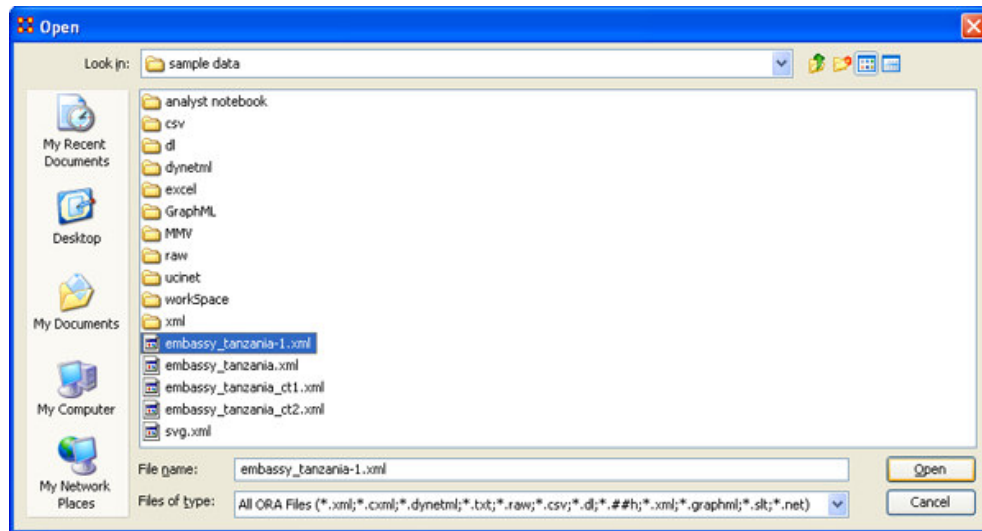 Open
Look in:
sample data
My Recent
Documents
Desktop
My Documents
My Computer
My Network
Places
analyst notebook
csv
dl
dynetml
excel
GraphML
MMV
raw
ucinet
workSpace
xml
embassy_tanzania-1.xml
embassy_tanzania.xml
embassy_tanzania_ct1.xml
embassy_tanzania_ct2.xml
svg.xml
File name:
embassy_tanzania-1.xml
Open
Files of type:
All ORA Files (*.xml;*.cxml;*.dynetml;*.txt;*.raw;*.csv;*.dl;*.##h;*.xml;*.graphml;*.slt;*.net)
Cancel